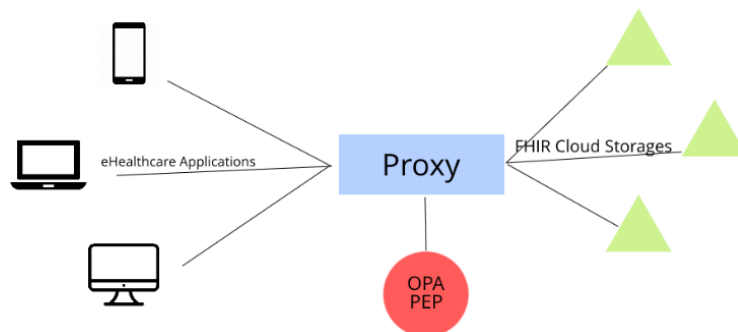 eHealthcare Applications
Proxy
FHIR Cloud Storages
OPA
PEP